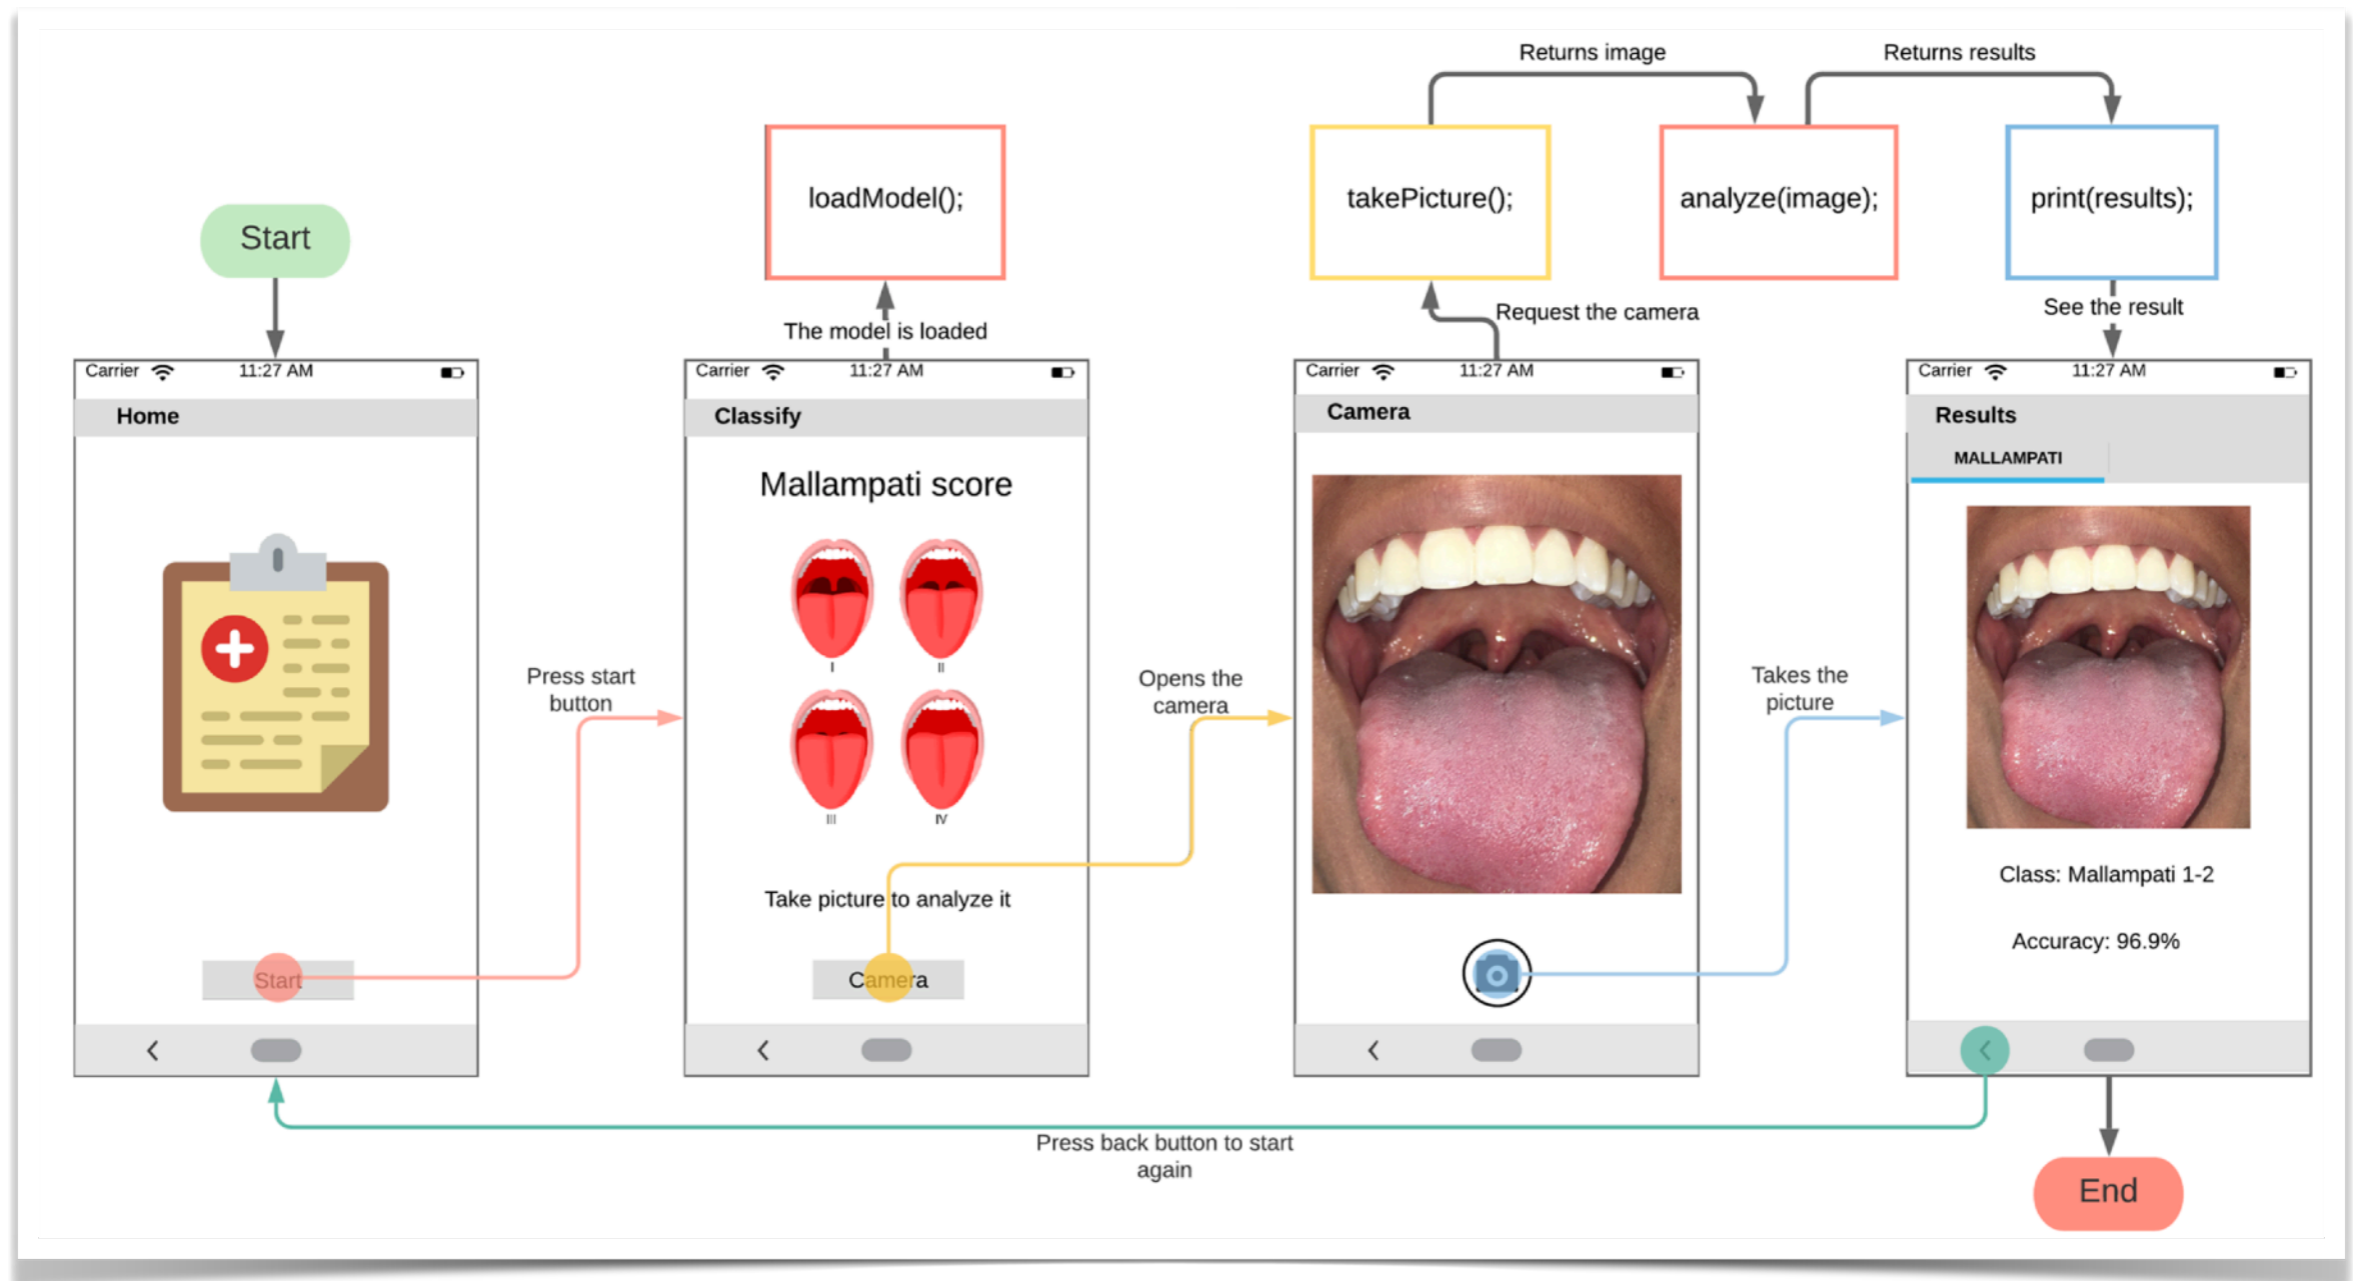 Returns image
Returns results
loadModel();
takePicture();
analyze(image);
print(results);
Start
The model is loaded
Request the camera
See the result
Carrier 11:27 AM
Home
Start
Press start
button
Carrier 11:27 AM
Classify
Mallampati score
I II
III IV
Take picture to analyze it
Camera
Opens the
camera
Carrier 11:27 AM
Camera
Takes the
picture
Carrier 11:27 AM
Results
MALLAMPATI
Class: Mallampati 1-2
Accuracy: 96.9%
Press back button to start
again
End